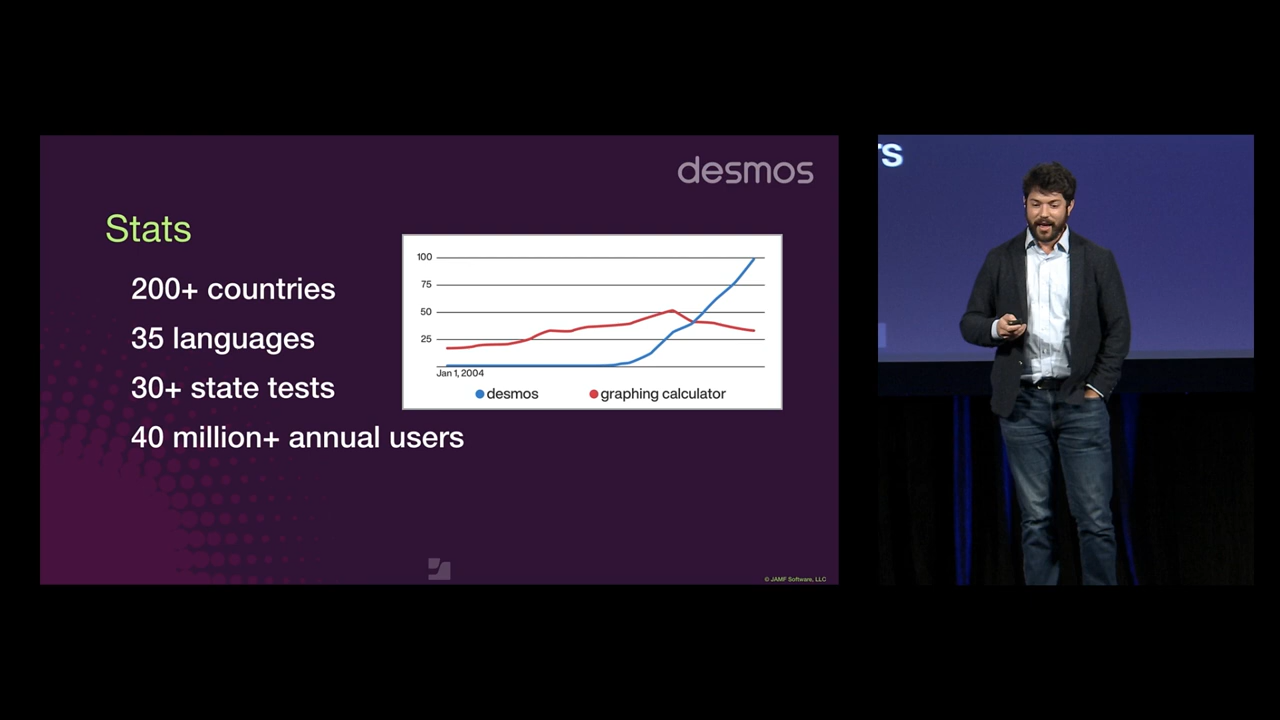 desmos
Stats
200+ countries
35 languages
30+ state tests
40 million+ annual users
100
75
50
25
Jan 1, 2004
desmos
graphing calculator
© JAMF Software, LLC
rs